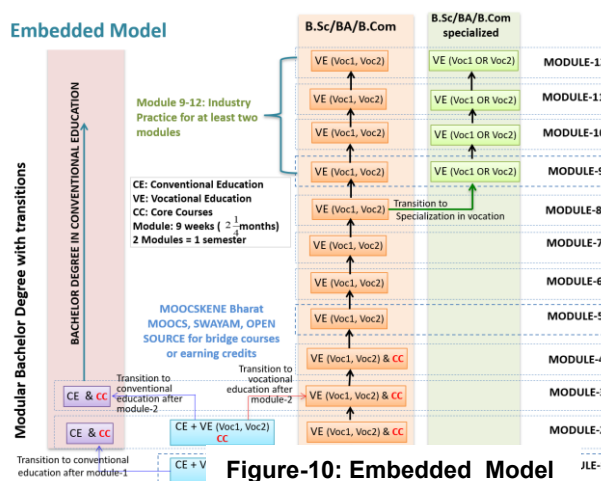 Embedded Model
B.Sc/BA/B.Com
B.Sc/BA/B.Com
specialized
VE (Voc1, Voc2)
VE (Voc1 OR Voc2)
MODULE-12
Module 9-12: Industry
Practice for at least two
modules
VE (Voc1, Voc2)
VE (Voc1 OR Voc2)
MODULE-11
VE (Voc1, Voc2)
VE (Voc1 OR Voc2)
MODULE-10
VE (Voc1, Voc2)
VE (Voc1 OR Voc2)
MODULE-9
Modular Bachelor Degree with transitions
BACHELOR DEGREE IN CONVENTIONAL EDUCATION
CE: Conventional Education
VE: Vocational Education
CC: Core Courses
Module: 9 weeks ( 2 1/4 months)
2 Modules = 1 semester
VE (Voc1, Voc2)
Transition to
Specialization in vocation
MODULE-8
VE (Voc1, Voc2)
MODULE-7
VE (Voc1, Voc2)
MODULE-6
MOOCSKENE Bharat
MOOCS, SWAYAM, OPEN
SOURCE for bridge courses
or earning credits
VE (Voc1, Voc2)
MODULE-5
VE (Voc1, Voc2) & CC
MODULE-4
Transition to
conventional
education after
module-2
Transition to
vocational
education after
module-2
CE & CC
VE (Voc1, Voc2) & CC
CE & CC
CE + VE (Voc1, Voc2)
CC
VE (Voc1, Voc2) & CC
Transition to conventional
education after module-1
CE + V
Figure-10: Embedded Model